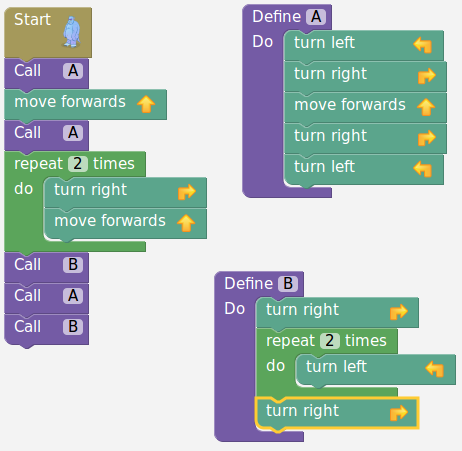 Start
Call A
move forwards
Call A
repeat 2 times
do turn right
move forwards
Call B
Call A
Call B
Define A
Do turn left
turn right
move forwards
turn right
turn left
Define B
Do turn right
repeat 2 times
do turn left
turn right